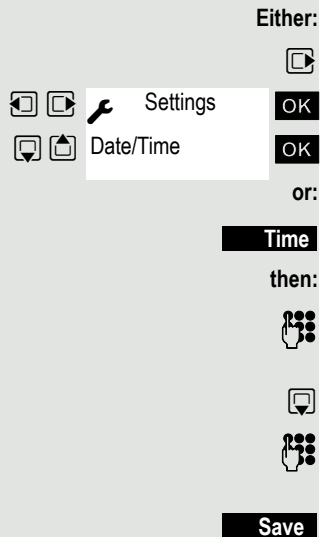 Either:
Settings OK
Date/Time OK
or:
Time
then:
Save